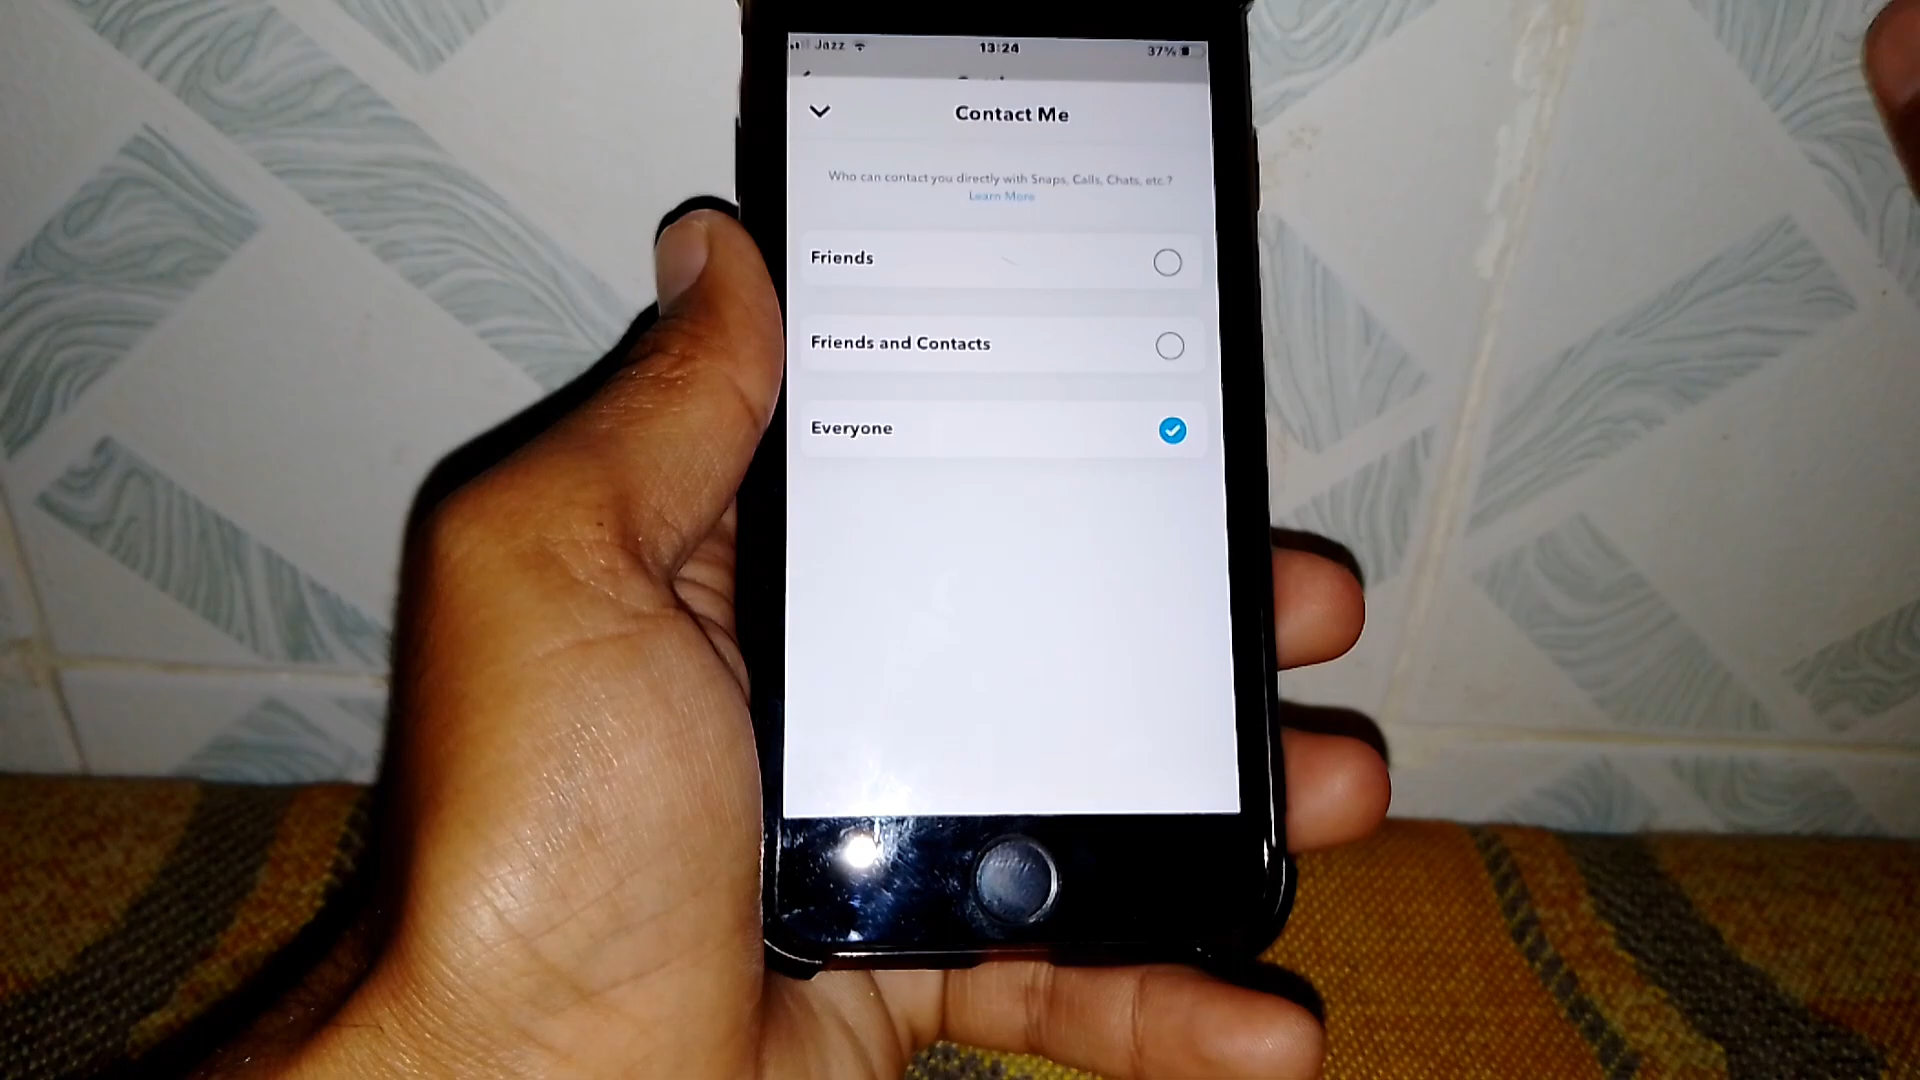 Jazz
13:24
37%
Contact Me
Who can contact you directly with Snaps, Calls, Chats, etc.?
Learn More
Friends
Friends and Contacts
Everyone